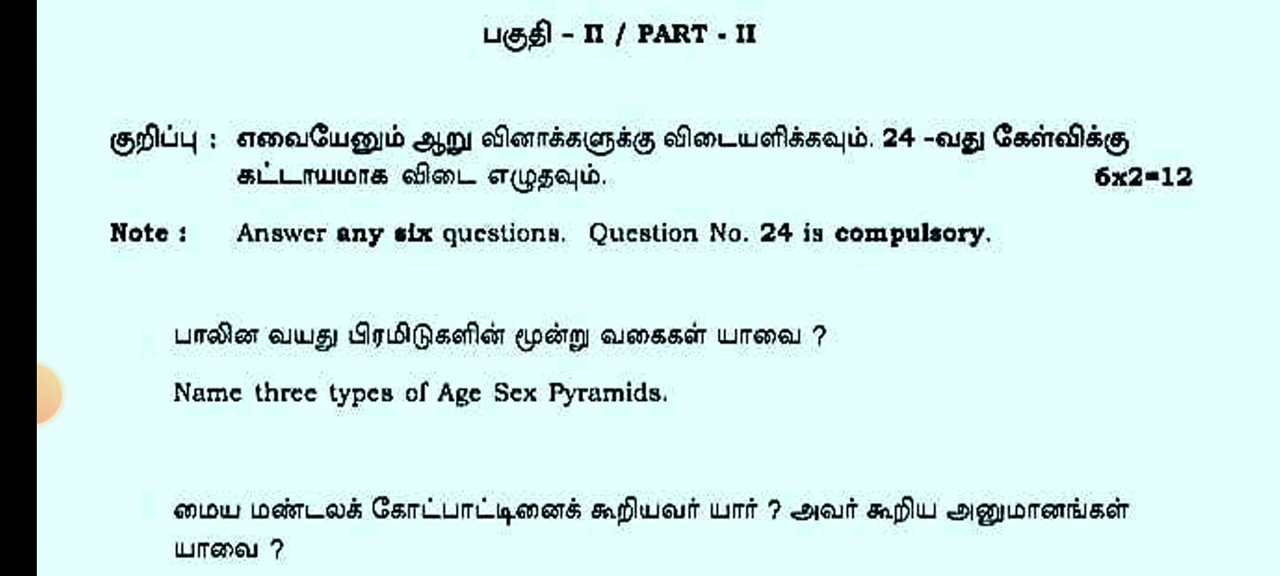 பகுதி - II / PART - II
குறிப்பு : எவையேனும் ஆறு வினாக்களுக்கு விடையளிக்கவும். 24 -வது கேள்விக்கு
கட்டாயமாக விடை எழுதவும். 6x2=12
Note : Answer any six questions. Question No. 24 is compulsory.
பாலின வயது பிரமிடுகளின் மூன்று வகைகள் யாவை ?
Name three types of Age Sex Pyramids.
மைய மண்டலக் கோட்பாட்டினைக் கூறியவர் யார் ? அவர் கூறிய அனுமானங்கள்
யாவை ?